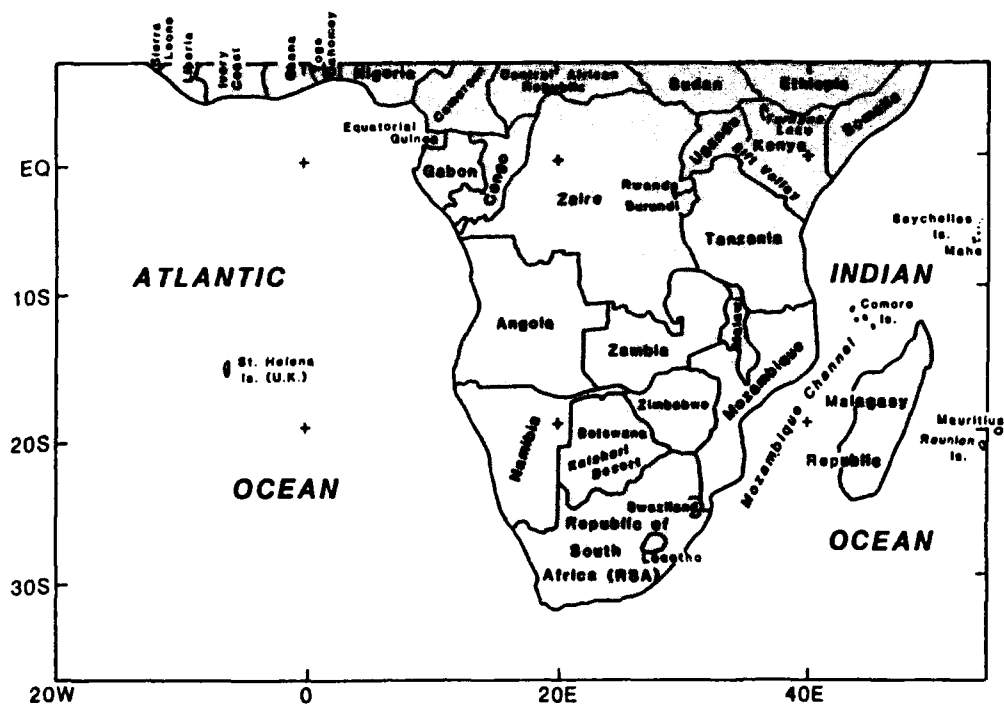 Sierra
Leone
Liberia
Ivory
Coast
Ghana
Togo
Dahomey
Nigeria
Cameroon
Central African
Republic
Sudan
Ethiopia
Somalia
Equatorial
Guinea
Uganda
Lake
Kenya
Rift Valley
EQ
Gabon
Congo
Zaire
Rwanda
Burundi
Tanzania
Seychelles
Is.
Mahe
ATLANTIC
INDIAN
10S
Angola
Zambia
Malawi
Mozambique
Comoro
Is.
St. Helena
Is. (U.K.)
Mozambique Channel
Malagasy
Republic
Zimbabwe
Namibia
Botswana
Kalahari
Desert
Mauritius
Reunion
Is.
20S
OCEAN
Swaziland
Republic of
South
Africa (RSA)
Lesotho
OCEAN
30S
20W
0
20E
40E